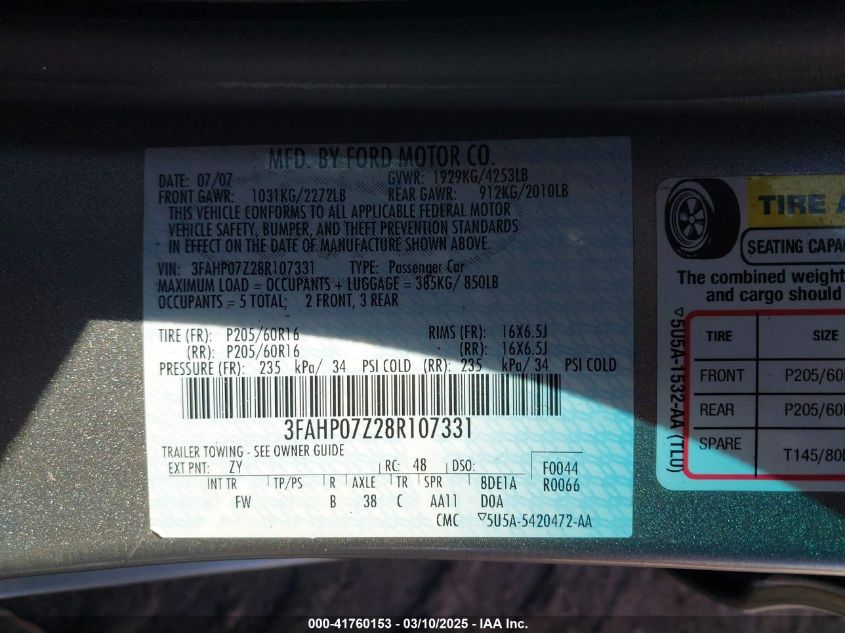 MFD. BY FORD MOTOR CO.
DATE: 07/07 GVWR: 1929KG/4253LB
FRONT GAWR: 1031KG/2272LB REAR GAWR: 912KG/2010LB
THIS VEHICLE CONFORMS TO ALL APPLICABLE FEDERAL MOTOR
VEHICLE SAFETY, BUMPER, AND THEFT PREVENTION STANDARDS
IN EFFECT ON THE DATE OF MANUFACTURE SHOWN ABOVE.
VIN: 3FAHP07Z28R107331 TYPE: Passenger Car
MAXIMUM LOAD = OCCUPANTS + LUGGAGE = 385KG/ 850LB
OCCUPANTS = 5 TOTAL; 2 FRONT, 3 REAR
TIRE (FR): P205/60R16 RIMS (FR): 16X6.5J
(RR): P205/60R16 (RR): 16X6.5J
PRESSURE (FR): 235 kPa/ 34 PSI COLD (RR): 235 kPa/ 34 PSI COLD
3FAHP07Z28R107331
TRAILER TOWING - SEE OWNER GUIDE
EXT PNT: ZY RC: 48 DSO: F0044
INT TR TP/PS R AXLE TR SPR 8DE1A R0066
FW B 38 C AA11 D0A
CMC ▽5U5A-5420472-AA
TIRE A
SEATING CAPA
The combined weight
and cargo should
▽5U5A-1532-AA (TL0)
TIRE SIZE
FRONT P205/60
REAR P205/60
SPARE T145/80
000-41760153 - 03/10/2025 - IAA Inc.